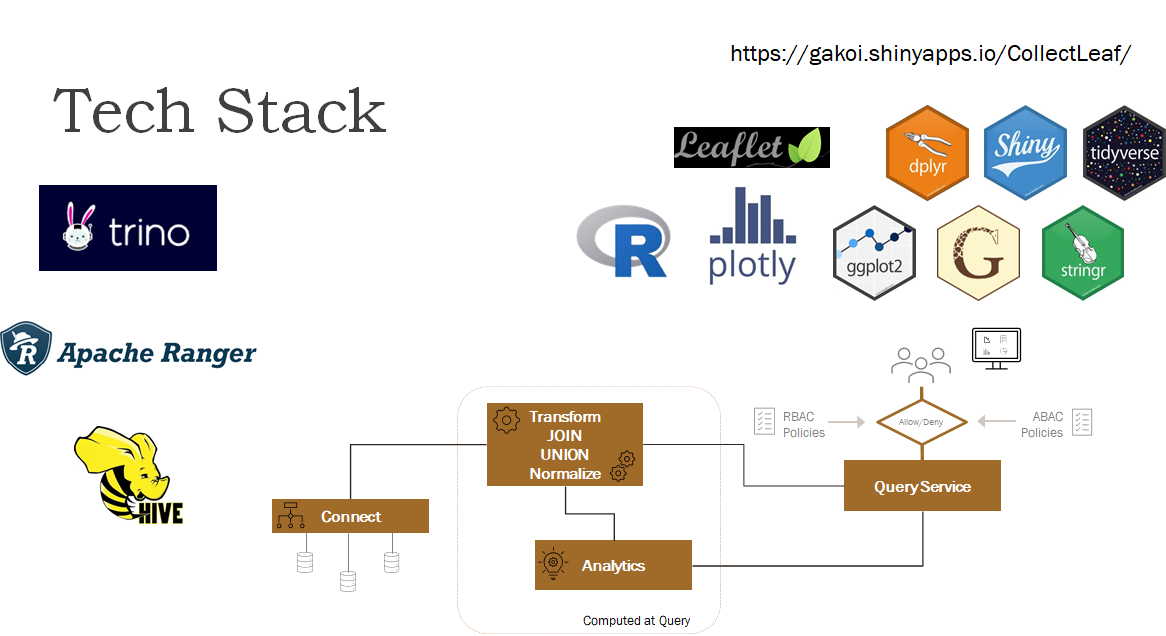 https://gakoi.shinyapps.io/CollectLeaf/
Tech Stack
Leaflet
dplyr
Shiny
tidyverse
trino
R
plotly
ggplot2
G
stringr
R
Apache Ranger
HIVE
Transform
JOIN
UNION
Normalize
RBAC
Policies
Allow/Deny
ABAC
Policies
Query Service
Connect
Analytics
Computed at Query